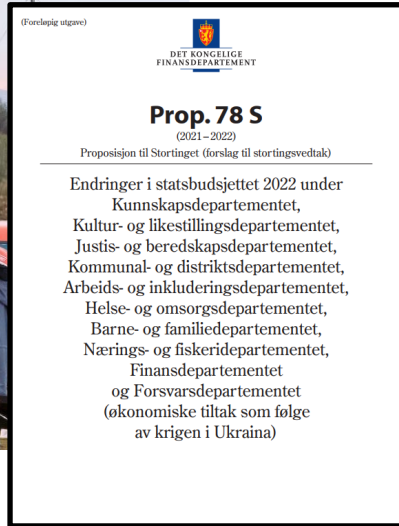 (Foreløpig utgave)
DET KONGELIGE
FINANSDEPARTEMENT
Prop. 78 S
(2021–2022)
Proposisjon til Stortinget (forslag til stortingsvedtak)
Endringer i statsbudsjettet 2022 under
Kunnskapsdepartementet,
Kultur- og likestillingsdepartementet,
Justis- og beredskapsdepartementet,
Kommunal- og distriktsdepartementet,
Arbeids- og inkluderingsdepartementet,
Helse- og omsorgsdepartementet,
Barne- og familiedepartementet,
Nærings- og fiskeridepartementet,
Finansdepartementet
og Forsvarsdepartementet
(økonomiske tiltak som følge
av krigen i Ukraina)